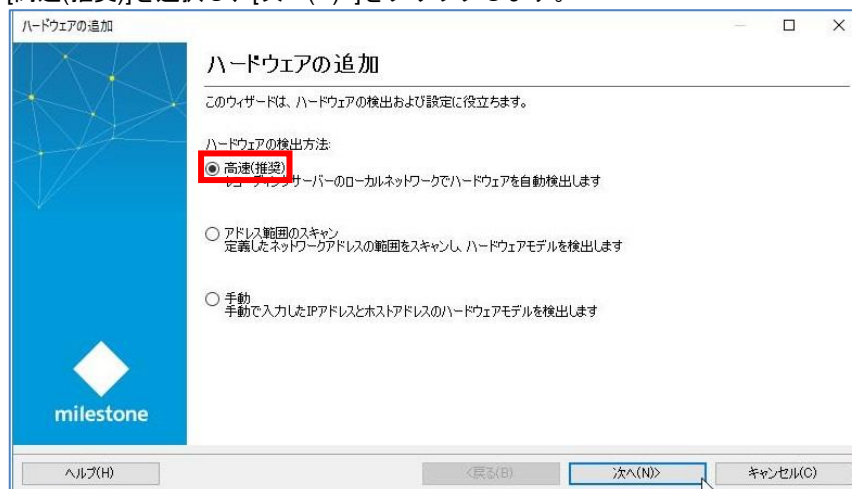 ハードウェアの追加
ハードウェアの追加
このウィザードは、ハードウェアの検出および設定に役立ちます。
ハードウェアの検出方法:
高速(推奨)
レコーディングサーバーのローカルネットワークでハードウェアを自動検出します
アドレス範囲のスキャン
定義したネットワークアドレスの範囲をスキャンし、ハードウェアモデルを検出します
手動
手動で入力したIPアドレスとホストアドレスのハードウェアモデルを検出します
milestone
ヘルプ(H)
<戻る(B)
次へ(N)>
キャンセル(C)